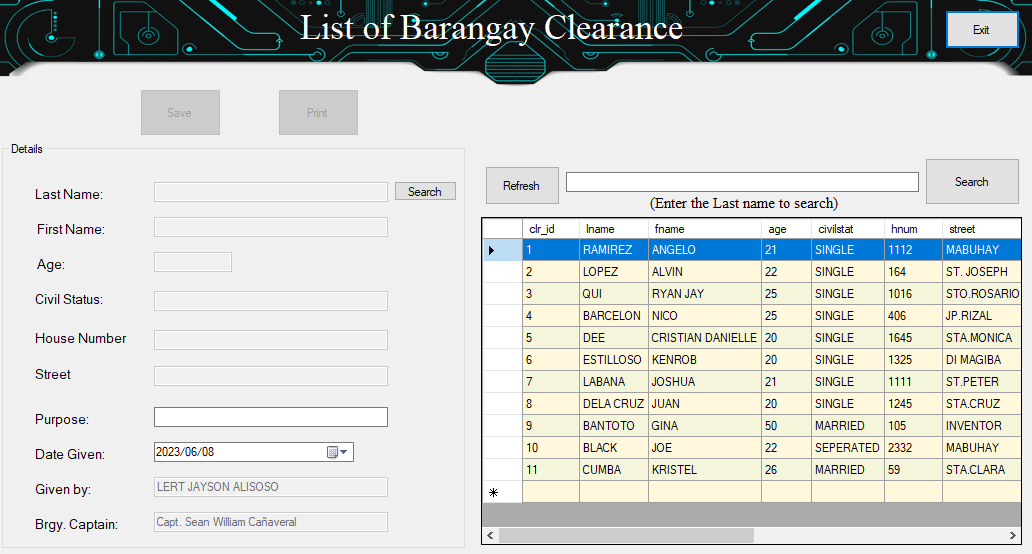 List of Barangay Clearance
Exit
Save
Print
Details
Last Name:
Search
First Name:
Age:
Civil Status:
House Number
Street
Purpose:
Date Given:
2023/06/08
Given by:
LERT JAYSON ALISOSO
Brgy. Captain:
Capt. Sean William Cañaveral
Refresh
Search
(Enter the Last name to search)
clr_id lname fname age civilstat hnum street
1 RAMIREZ ANGELO 21 SINGLE 1112 MABUHAY
2 LOPEZ ALVIN 22 SINGLE 164 ST. JOSEPH
3 QUI RYAN JAY 25 SINGLE 1016 STO.ROSARIO
4 BARCELON NICO 25 SINGLE 406 JP.RIZAL
5 DEE CRISTIAN DANIELLE 20 SINGLE 1645 STA.MONICA
6 ESTILLOSO KENROB 20 SINGLE 1325 DI MAGIBA
7 LABANA JOSHUA 21 SINGLE 1111 ST.PETER
8 DELA CRUZ JUAN 20 SINGLE 1245 STA.CRUZ
9 BANTOTO GINA 50 MARRIED 105 INVENTOR
10 BLACK JOE 22 SEPERATED 2332 MABUHAY
11 CUMBA KRISTEL 26 MARRIED 59 STA.CLARA